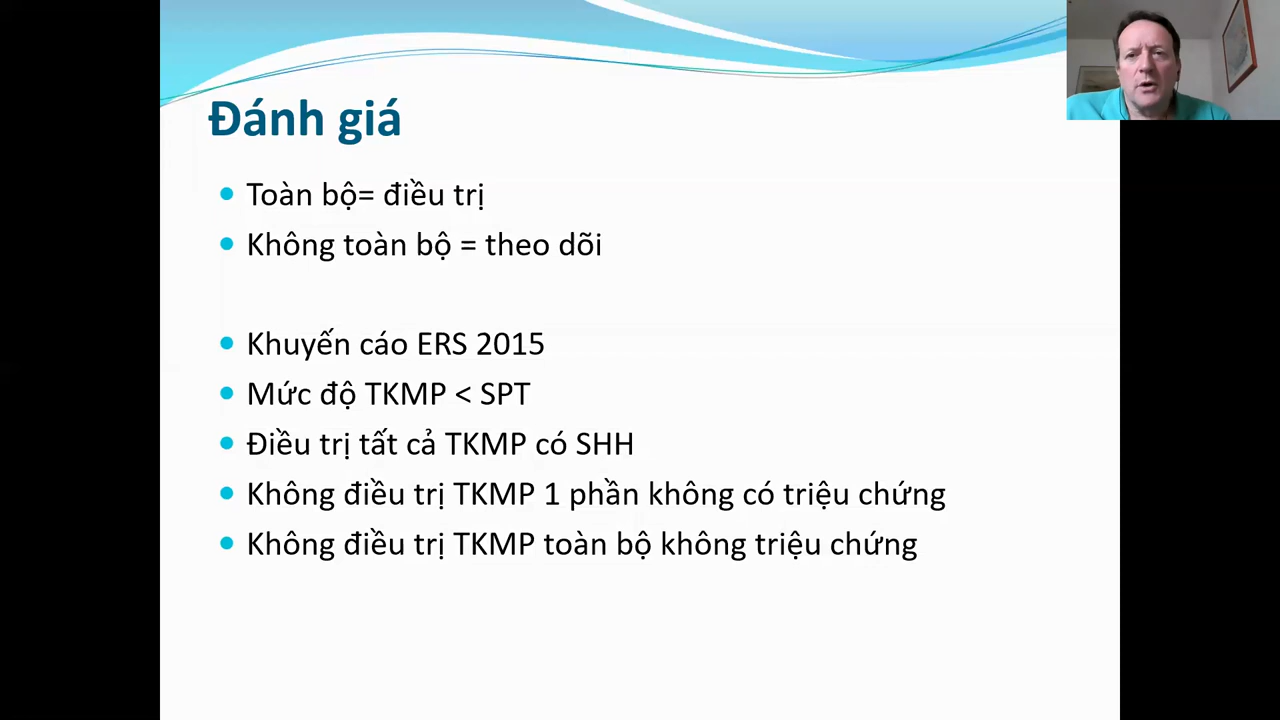 Đánh giá
Toàn bộ= điều trị
Không toàn bộ = theo dõi
Khuyến cáo ERS 2015
Mức độ TKMP < SPT
Điều trị tất cả TKMP có SHH
Không điều trị TKMP 1 phần không có triệu chứng
Không điều trị TKMP toàn bộ không triệu chứng